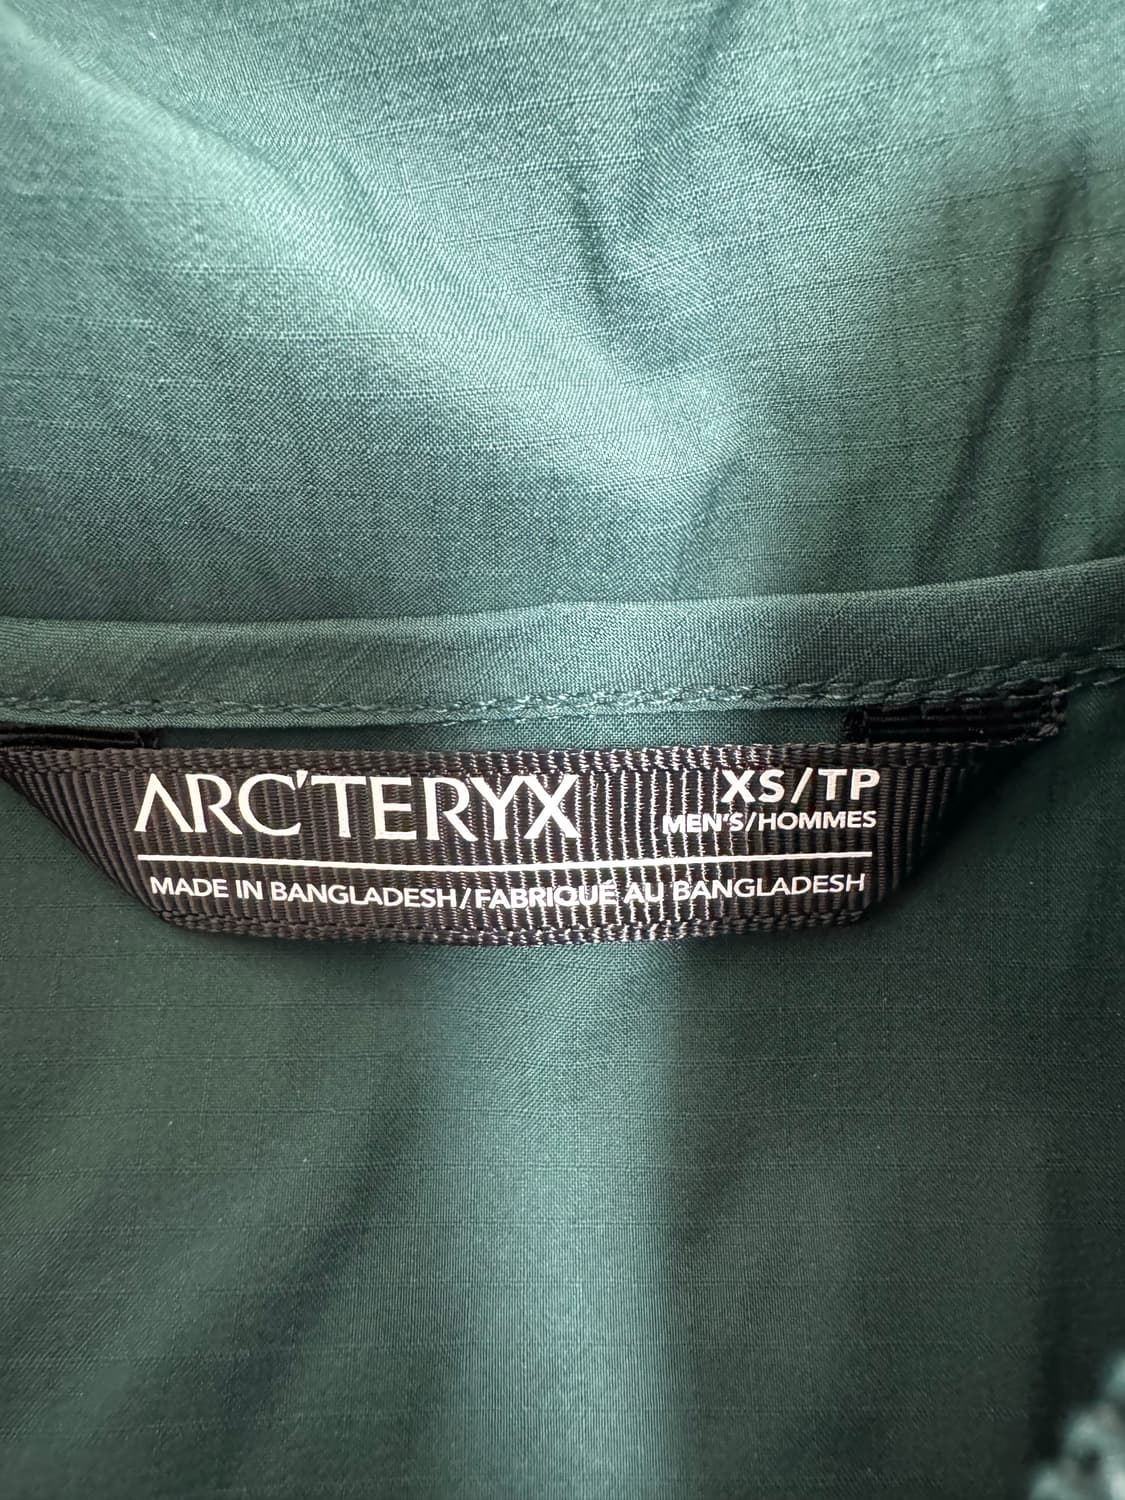 ARC'TERYX
XS/TP
MEN'S/HOMMES
MADE IN BANGLADESH/FABRIQUÉ AU BANGLADESH